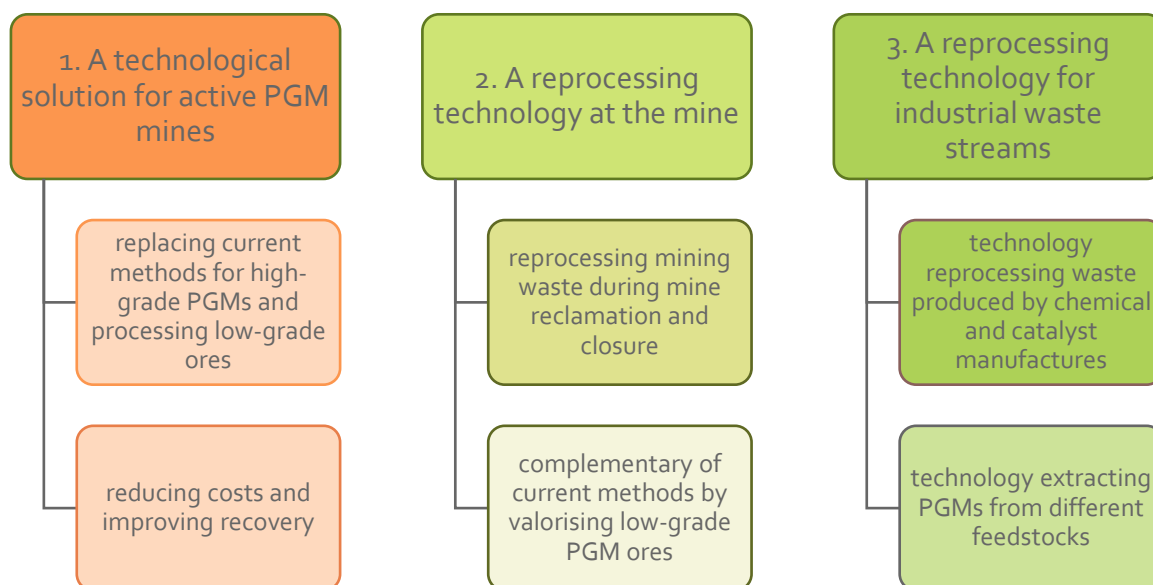 1. A technological
solution for active PGM
mines
replacing current
methods for high-
grade PGMs and
processing low-grade
ores
reducing costs and
improving recovery
2. A reprocessing
technology at the mine
reprocessing mining
waste during mine
reclamation and
closure
complementary of
current methods by
valorising low-grade
PGM ores
3. A reprocessing
technology for
industrial waste
streams
technology
reprocessing waste
produced by chemical
and catalyst
manufactures
technology extracting
PGMs from different
feedstocks